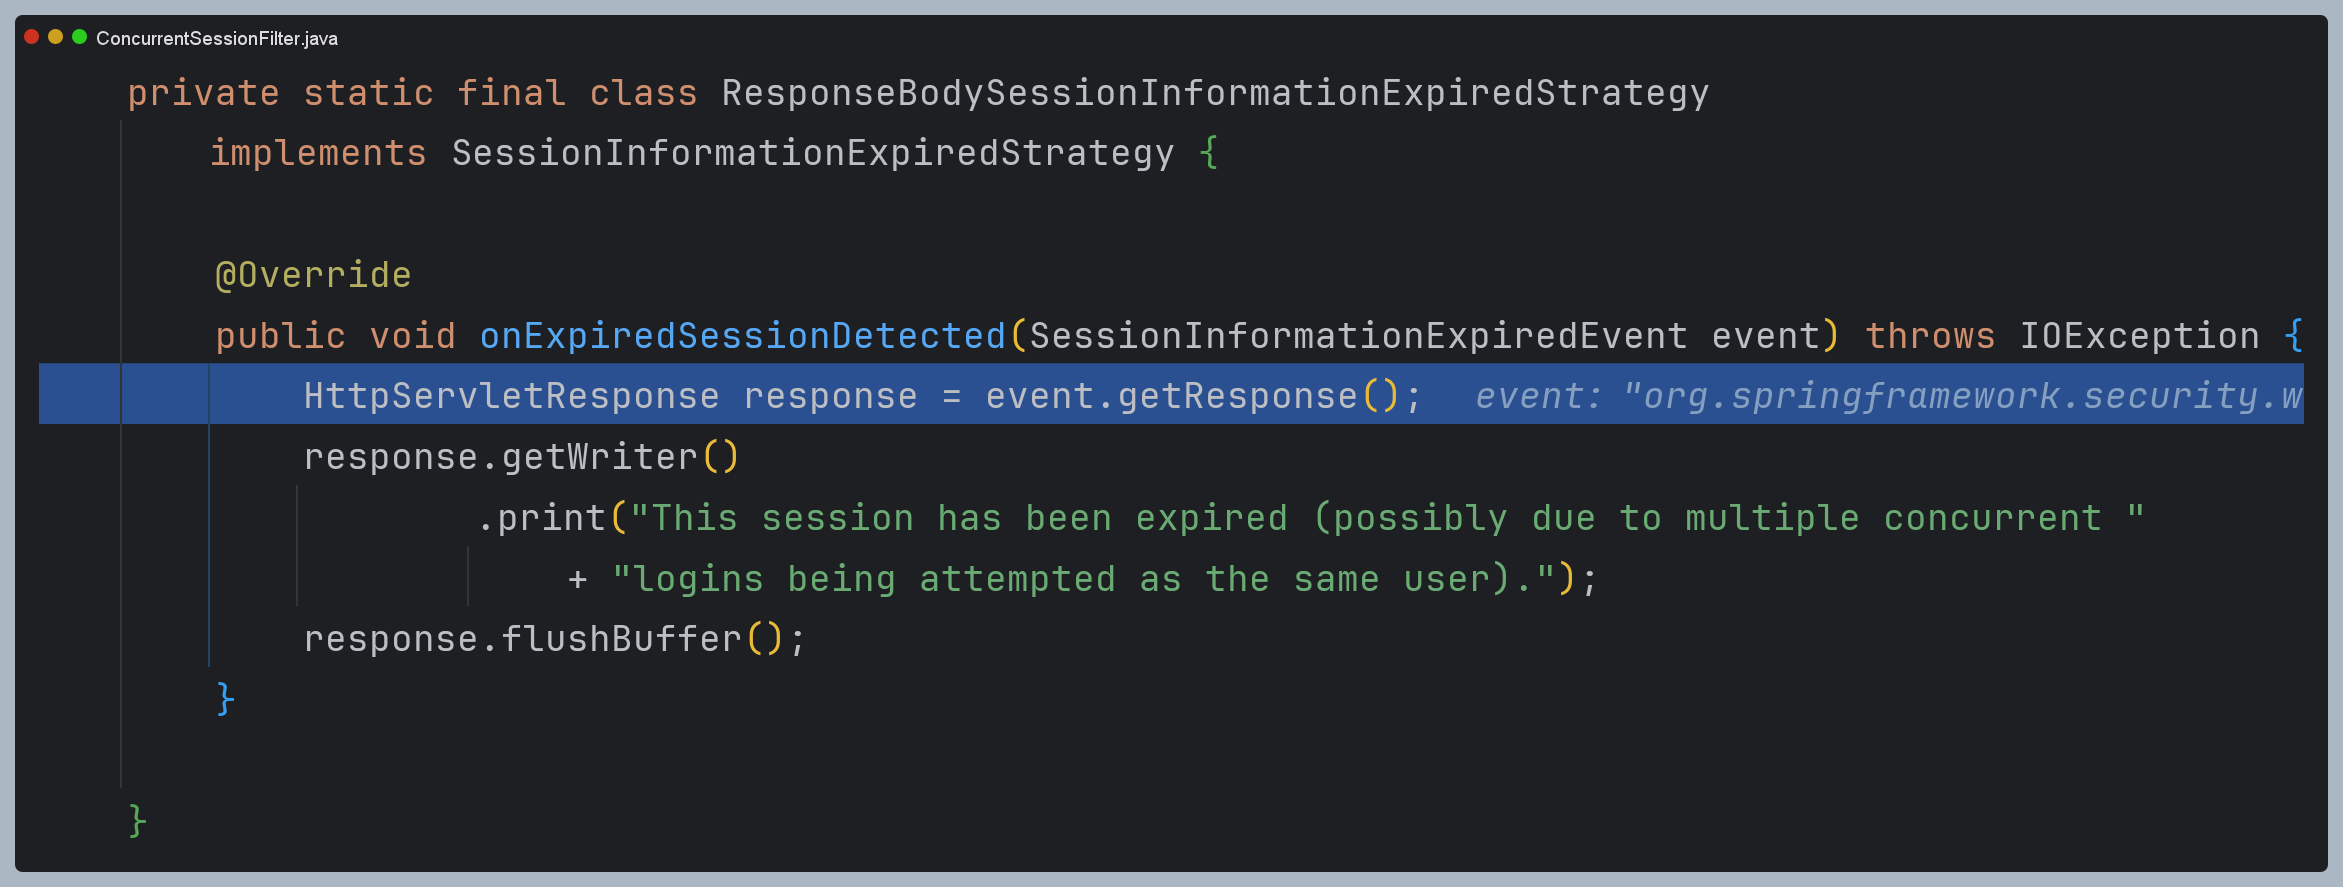 ConcurrentSessionFilter.java
private static final class ResponseBodySessionInformationExpiredStrategy
implements SessionInformationExpiredStrategy {
@Override
public void onExpiredSessionDetected(SessionInformationExpiredEvent event) throws IOException {
HttpServletResponse response = event.getResponse(); event: "org.springframework.security.w
response.getWriter()
.print("This session has been expired (possibly due to multiple concurrent "
+ "logins being attempted as the same user).");
response.flushBuffer();
}
}